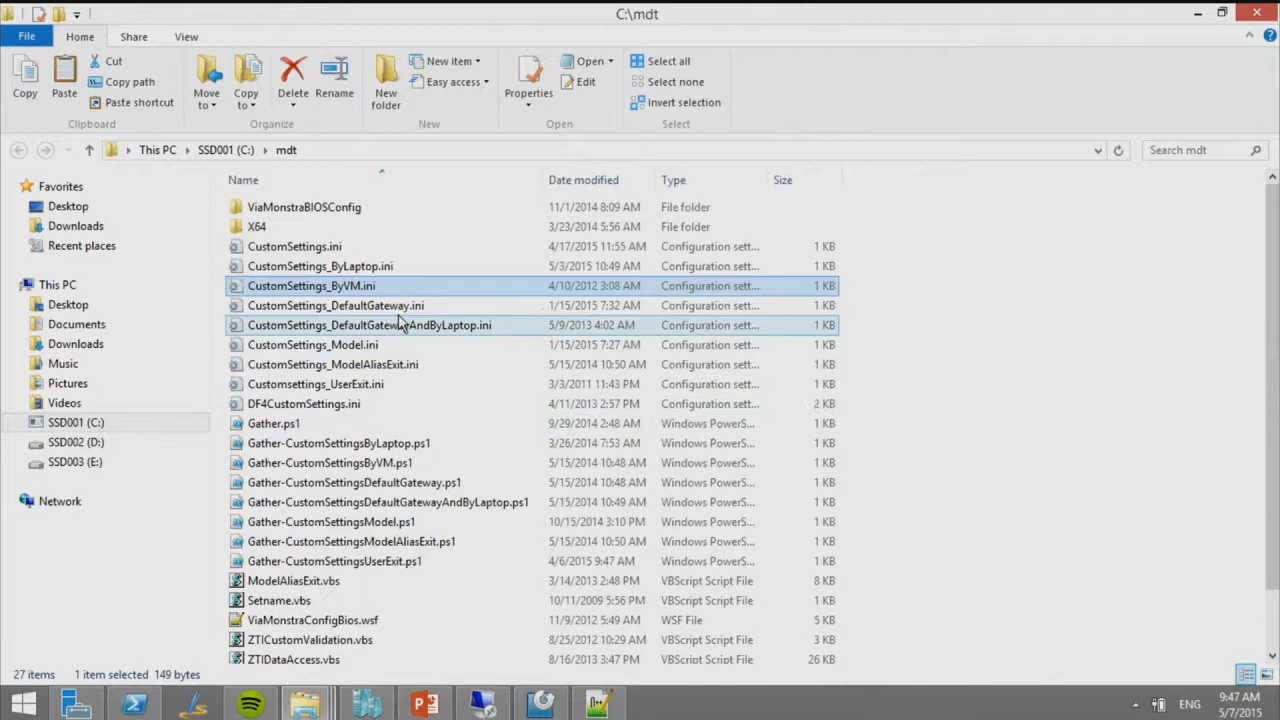 C:\mdt
File Home Share View
Copy Paste Cut Copy path Paste shortcut Clipboard
Move to Copy to Delete Rename Organize
New folder New item Easy access New
Properties Open Edit Open
Select all Select none Invert selection Select
This PC SSD001 (C:) mdt Search mdt
Favorites
Desktop
Downloads
Recent places
This PC
Desktop
Documents
Downloads
Music
Pictures
Videos
SSD001 (C:)
SSD002 (D:)
SSD003 (E:)
Network
Name Date modified Type Size
ViaMonstraBIOSConfig 11/1/2014 8:09 AM File folder
X64 3/23/2014 5:56 AM File folder
CustomSettings.ini 4/17/2015 11:55 AM Configuration sett... 1 KB
CustomSettings_ByLaptop.ini 5/3/2015 10:49 AM Configuration sett... 1 KB
CustomSettings_ByVM.ini 4/10/2012 3:08 AM Configuration sett... 1 KB
CustomSettings_DefaultGateway.ini 1/15/2015 7:32 AM Configuration sett... 1 KB
CustomSettings_DefaultGatewayAndByLaptop.ini 5/9/2013 4:02 AM Configuration sett... 1 KB
CustomSettings_Model.ini 1/15/2015 7:27 AM Configuration sett... 1 KB
CustomSettings_ModelAliasExit.ini 5/15/2014 10:50 AM Configuration sett... 1 KB
Customsettings_UserExit.ini 3/3/2011 11:43 PM Configuration sett... 1 KB
DF4CustomSettings.ini 4/11/2013 2:57 PM Configuration sett... 2 KB
Gather.ps1 9/29/2014 2:48 AM Windows PowerS... 1 KB
Gather-CustomSettingsByLaptop.ps1 3/26/2014 7:53 AM Windows PowerS... 1 KB
Gather-CustomSettingsByVM.ps1 5/15/2014 10:48 AM Windows PowerS... 1 KB
Gather-CustomSettingsDefaultGateway.ps1 5/15/2014 10:48 AM Windows PowerS... 1 KB
Gather-CustomSettingsDefaultGatewayAndByLaptop.ps1 5/15/2014 10:49 AM Windows PowerS... 1 KB
Gather-CustomSettingsModel.ps1 10/15/2014 3:10 PM Windows PowerS... 1 KB
Gather-CustomSettingsModelAliasExit.ps1 5/15/2014 10:50 AM Windows PowerS... 1 KB
Gather-CustomSettingsUserExit.ps1 4/6/2015 9:47 AM Windows PowerS... 1 KB
ModelAliasExit.vbs 3/14/2013 2:48 PM VBScript Script File 8 KB
Setname.vbs 10/11/2009 5:56 PM VBScript Script File 1 KB
ViaMonstraConfigBios.wsf 11/9/2012 5:49 AM WSF File 5 KB
ZTICustomValidation.vbs 8/25/2012 10:29 AM VBScript Script File 3 KB
ZTIDataAccess.vbs 8/16/2013 3:47 PM VBScript Script File 26 KB
27 items 1 item selected 149 bytes
ENG 9:47 AM
5/7/2015